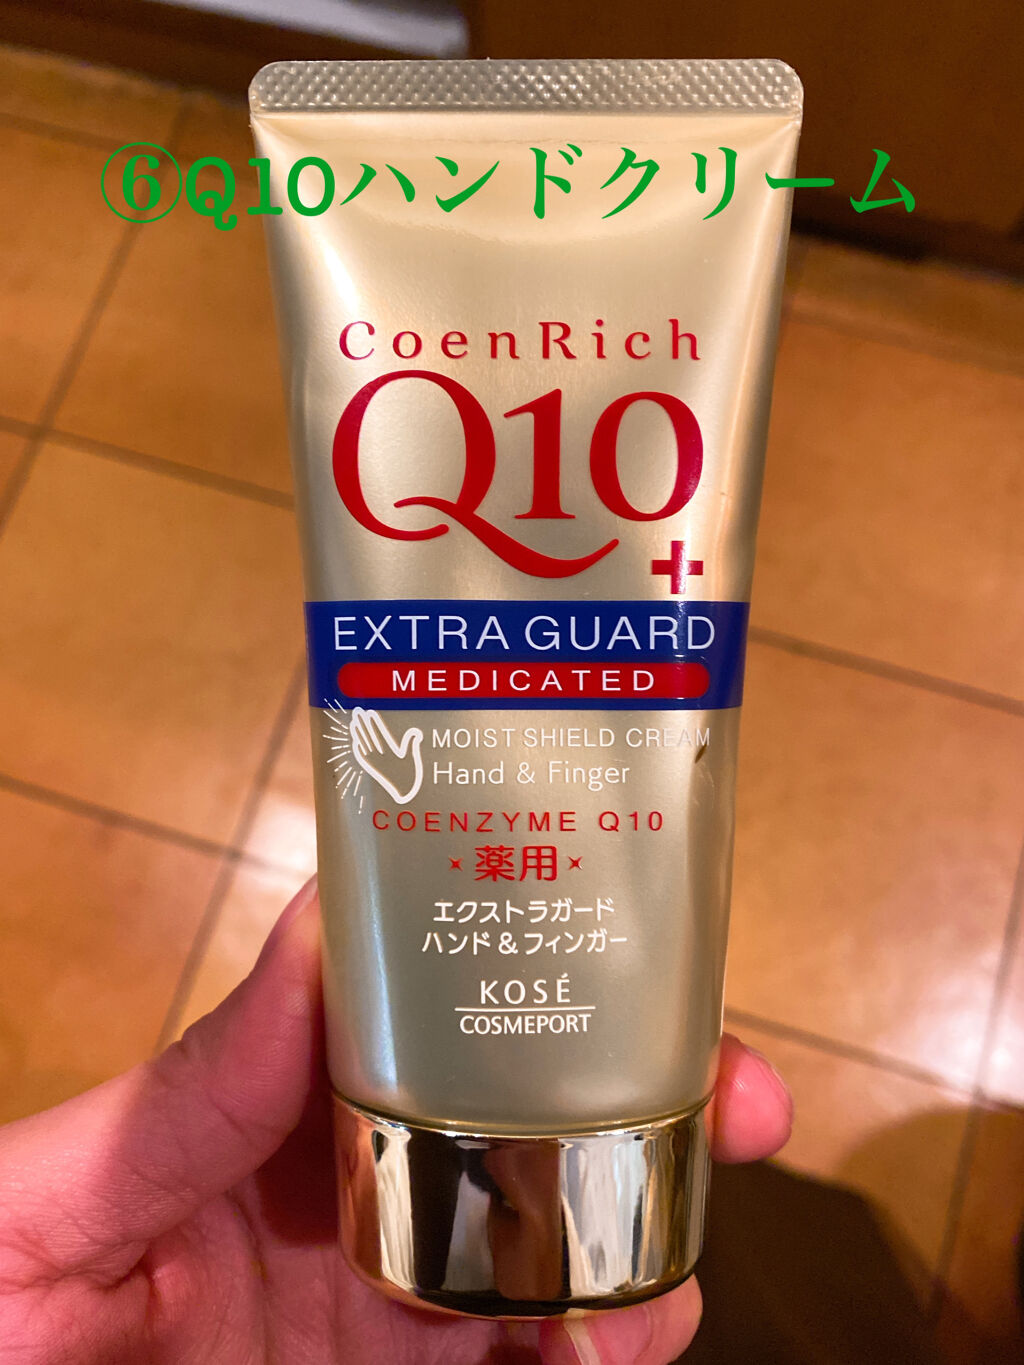 ⑥Q10ハンドクリーム
CoenRich
Q10
+
EXTRA GUARD
MEDICATED
MOIST SHIELD CREAM
Hand & Finger
COENZYME Q10
薬用
エクストラガード
ハンド&フィンガー
KOSÉ
COSMEPORT